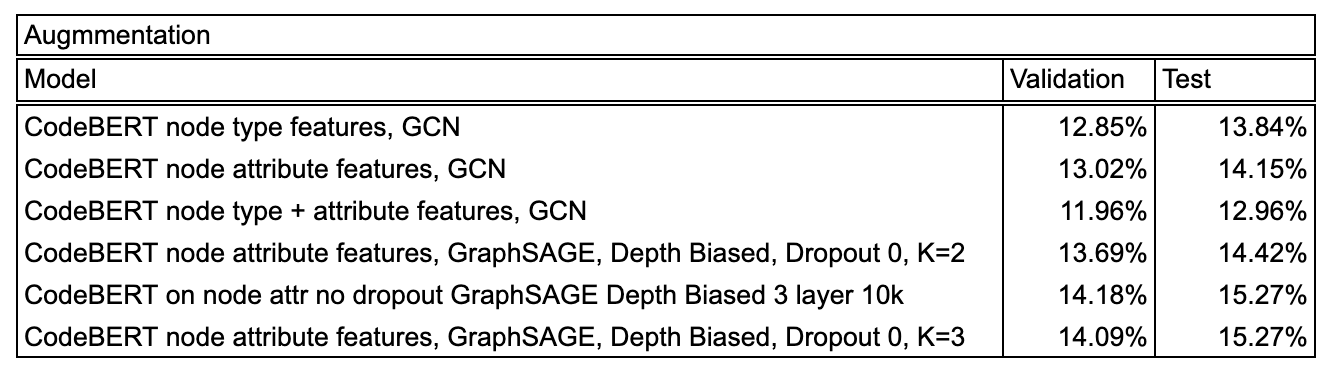 Augmmentation
Model Validation Test
CodeBERT node type features, GCN 12.85% 13.84%
CodeBERT node attribute features, GCN 13.02% 14.15%
CodeBERT node type + attribute features, GCN 11.96% 12.96%
CodeBERT node attribute features, GraphSAGE, Depth Biased, Dropout 0, K=2 13.69% 14.42%
CodeBERT on node attr no dropout GraphSAGE Depth Biased 3 layer 10k 14.18% 15.27%
CodeBERT node attribute features, GraphSAGE, Depth Biased, Dropout 0, K=3 14.09% 15.27%